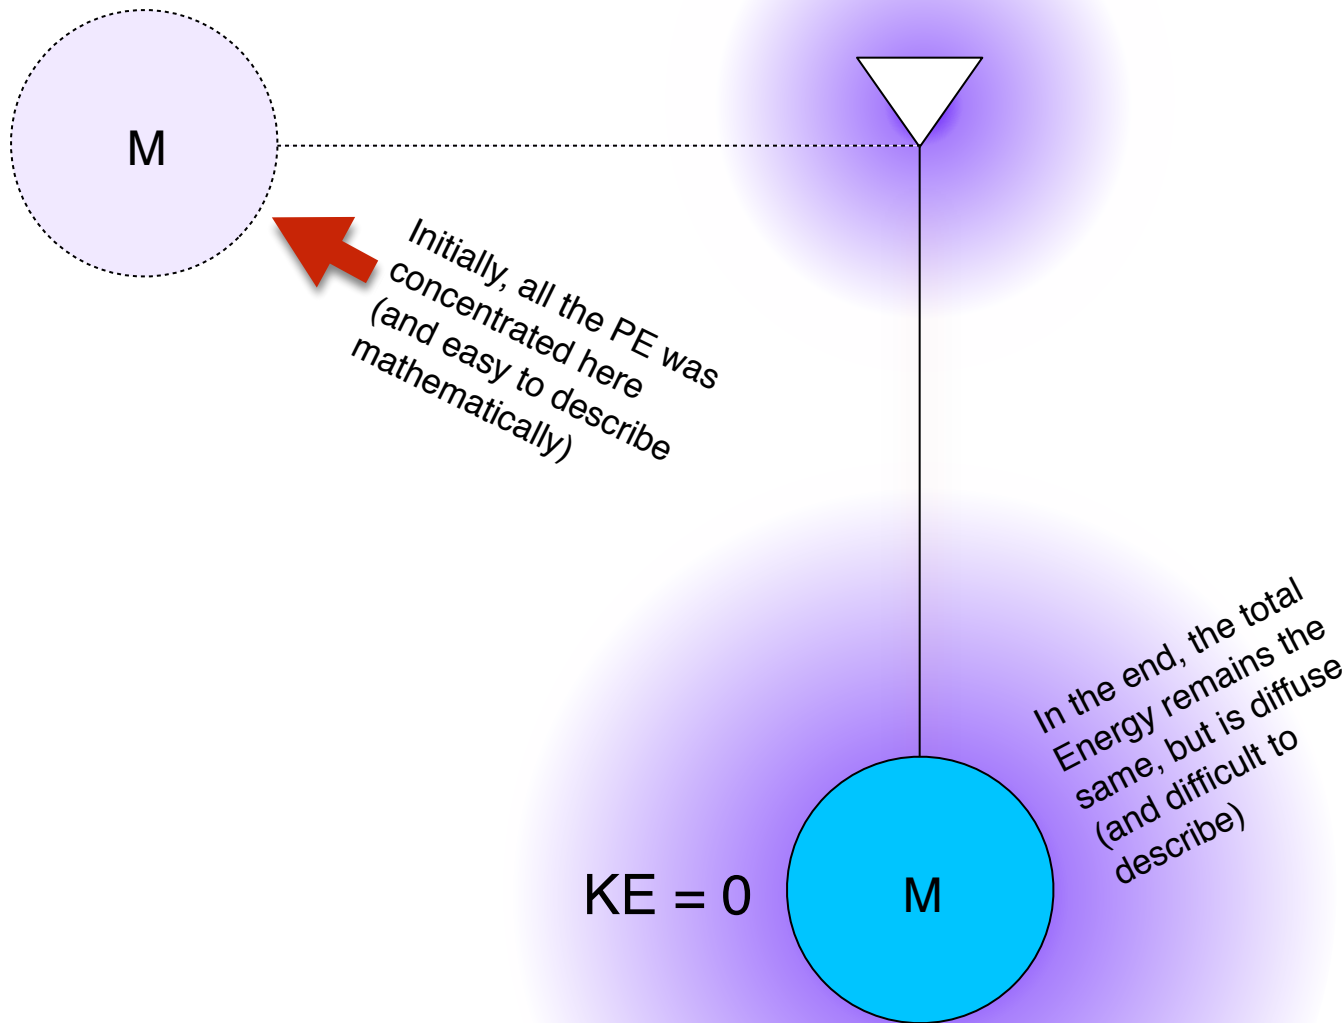 M
Initially, all the PE was
concentrated here
(and easy to describe
mathematically)
In the end, the total
Energy remains the
same, but is diffuse
(and difficult to
describe)
KE = 0
M